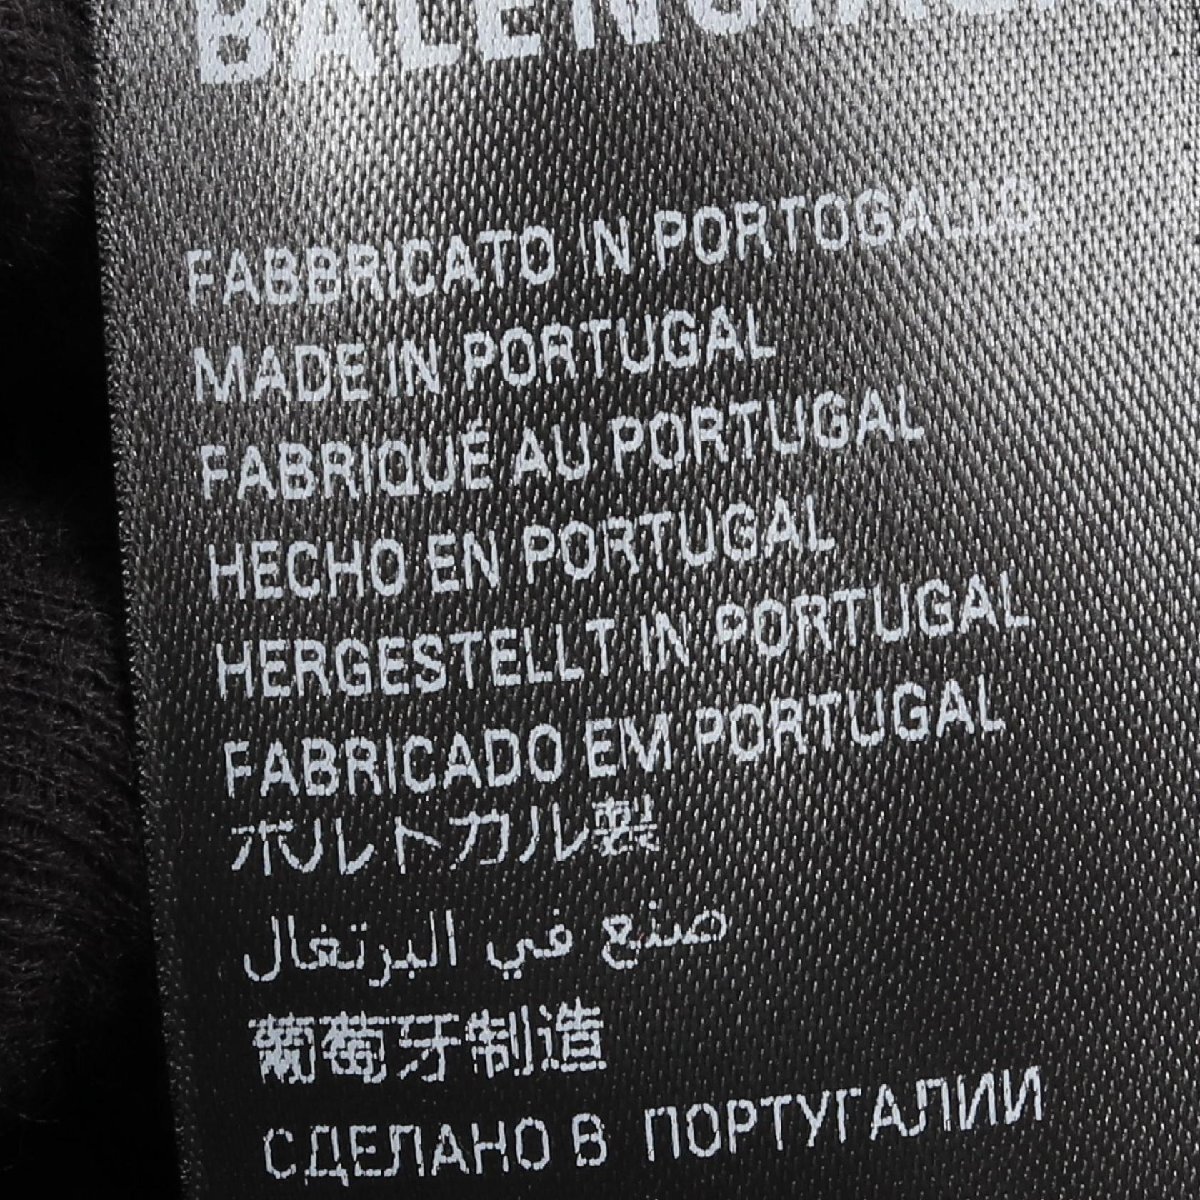 BALENCIAGA
FABBRICATO IN PORTOGALLO
MADE IN PORTUGAL
FABRIQUÉ AU PORTUGAL
HECHO EN PORTUGAL
HERGESTELLT IN PORTUGAL
FABRICADO EM PORTUGAL
ポルトガル製
صنع في البرتغال
葡萄牙制造
СДЕЛАНО В ПОРТУГАЛИИ